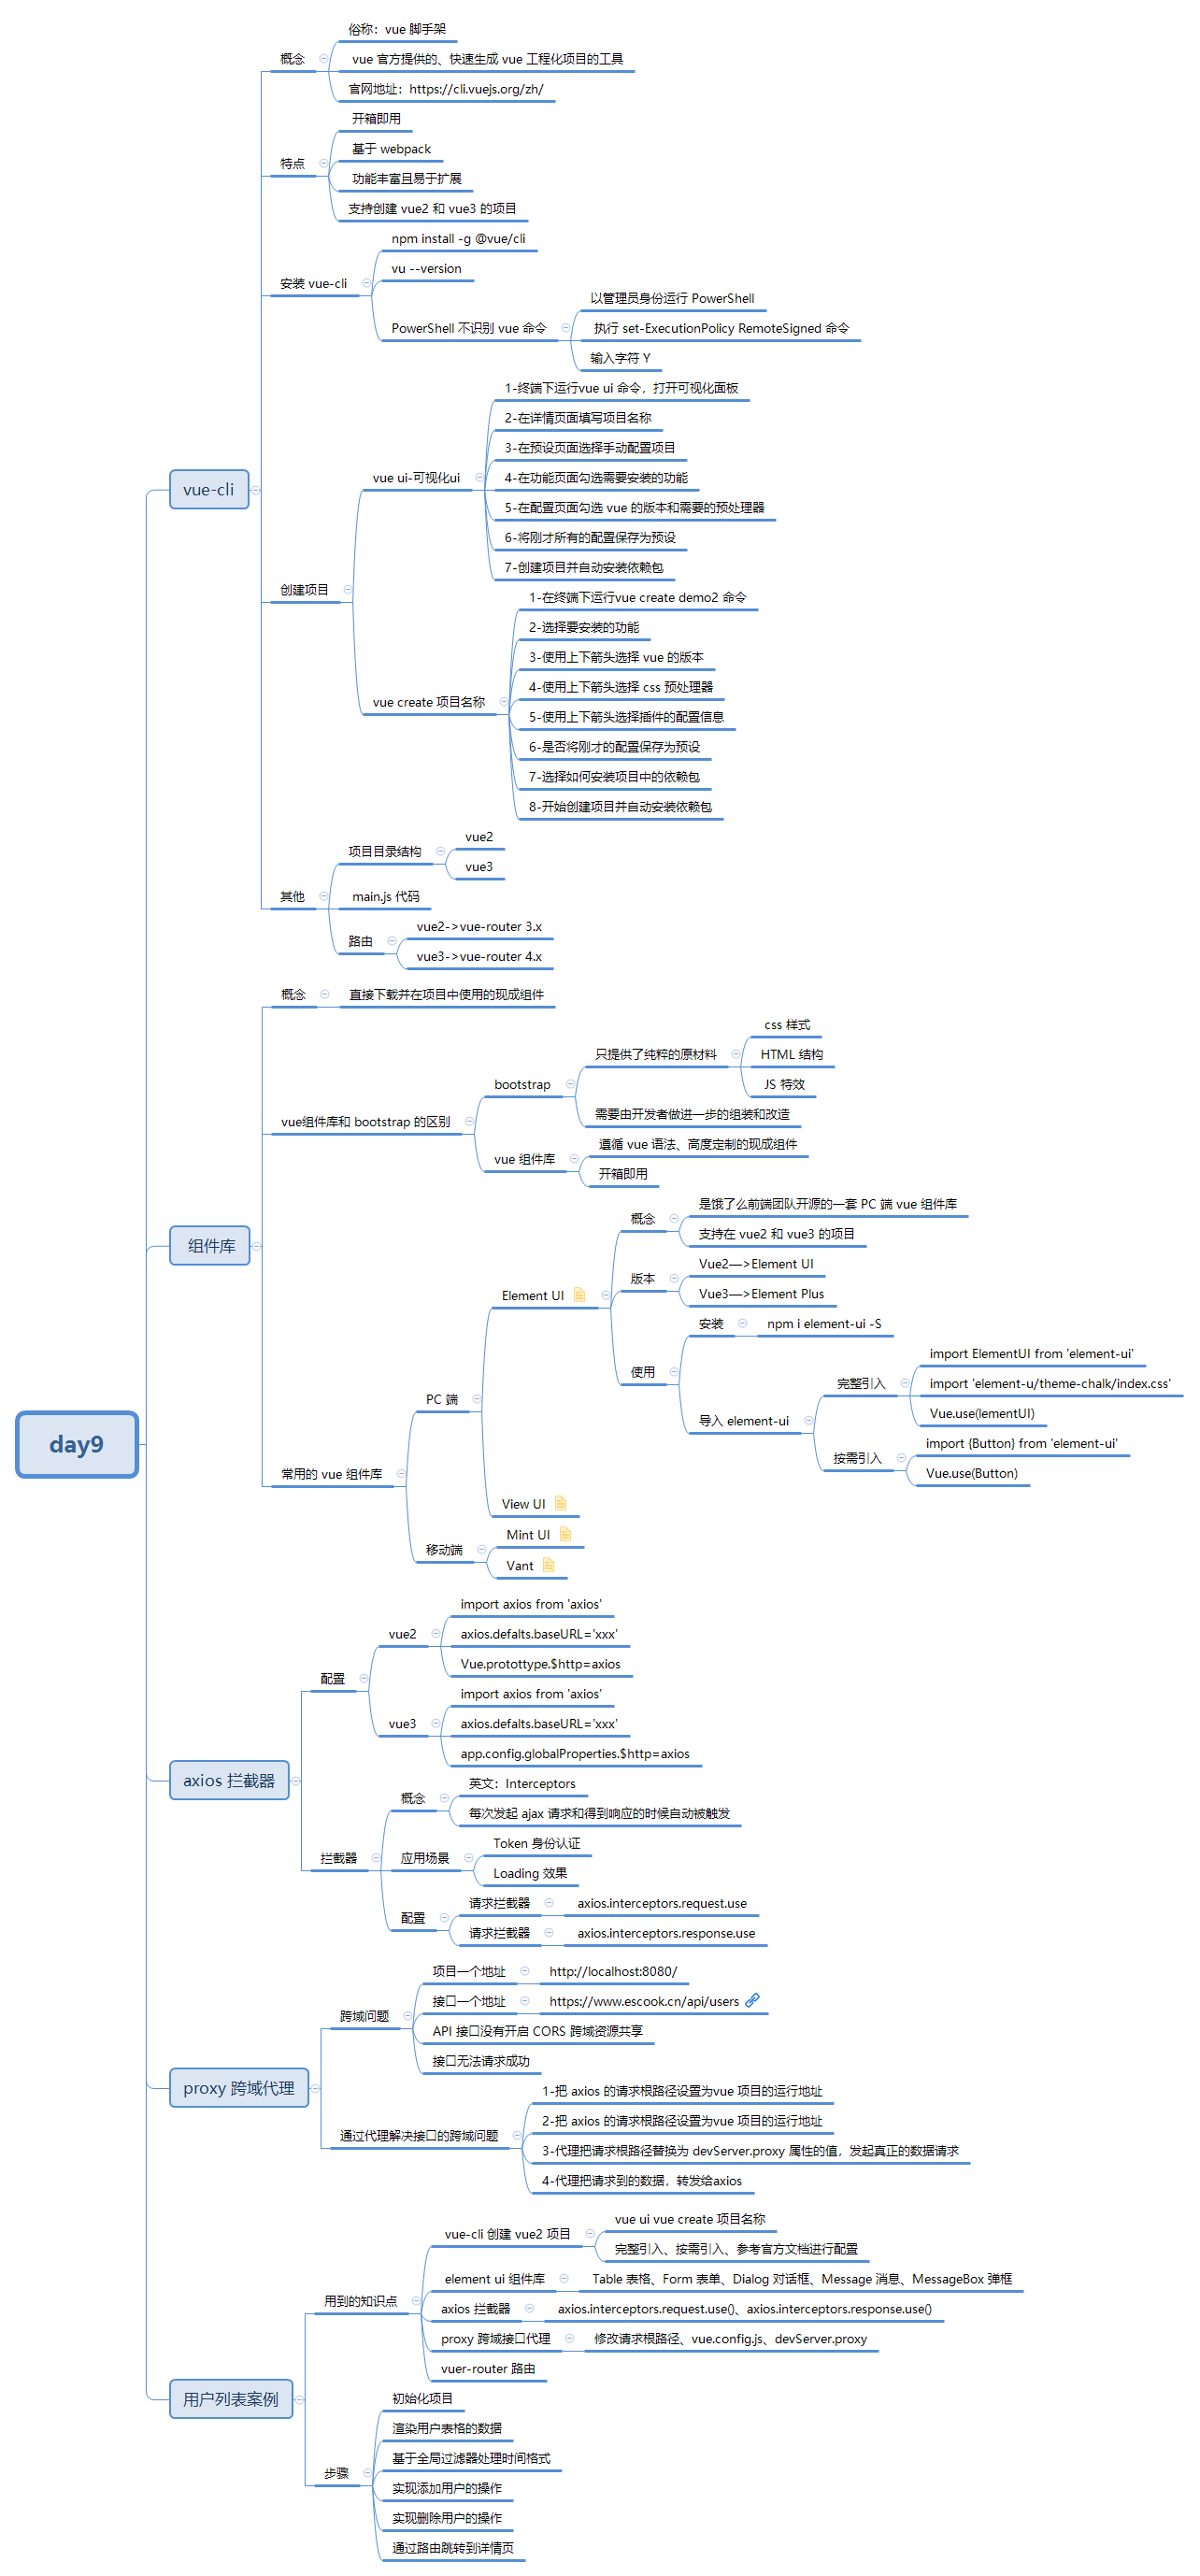 day9
vue-cli
概念
俗称：vue 脚手架
vue 官方提供的、快速生成 vue 工程化项目的工具
官网地址：https://cli.vuejs.org/zh/
特点
开箱即用
基于 webpack
功能丰富且易于扩展
支持创建 vue2 和 vue3 的项目
安装 vue-cli
npm install -g @vue/cli
vu --version
PowerShell 不识别 vue 命令
以管理员身份运行 PowerShell
执行 set-ExecutionPolicy RemoteSigned 命令
输入字符 Y
创建项目
vue ui-可视化ui
1-终端下运行vue ui 命令，打开可视化面板
2-在详情页面填写项目名称
3-在预设页面选择手动配置项目
4-在功能页面勾选需要安装的功能
5-在配置页面勾选 vue 的版本和需要的预处理器
6-将刚才所有的配置保存为预设
7-创建项目并自动安装依赖包
vue create 项目名称
1-在终端下运行vue create demo2 命令
2-选择要安装的功能
3-使用上下箭头选择 vue 的版本
4-使用上下箭头选择 css 预处理器
5-使用上下箭头选择插件的配置信息
6-是否将刚才的配置保存为预设
7-选择如何安装项目中的依赖包
8-开始创建项目并自动安装依赖包
其他
项目目录结构
vue2
vue3
main.js 代码
路由
vue2->vue-router 3.x
vue3->vue-router 4.x
组件库
概念
直接下载并在项目中使用的现成组件
vue组件库和 bootstrap 的区别
bootstrap
只提供了纯粹的原材料
css 样式
HTML 结构
JS 特效
需要由开发者做进一步的组装和改造
vue 组件库
遵循 vue 语法、高度定制的现成组件
开箱即用
常用的 vue 组件库
PC 端
Element UI
概念
是饿了么前端团队开源的一套 PC 端 vue 组件库
支持在 vue2 和 vue3 的项目
版本
Vue2—>Element UI
Vue3—>Element Plus
使用
安装
npm i element-ui -S
导入 element-ui
完整引入
import ElementUI from 'element-ui'
import 'element-u/theme-chalk/index.css'
Vue.use(lementUI)
按需引入
import {Button} from 'element-ui'
Vue.use(Button)
View UI
移动端
Mint UI
Vant
axios 拦截器
配置
vue2
import axios from 'axios'
axios.defalts.baseURL='xxx'
Vue.protottype.$http=axios
vue3
import axios from 'axios'
axios.defalts.baseURL='xxx'
app.config.globalProperties.$http=axios
拦截器
概念
英文：Interceptors
每次发起 ajax 请求和得到响应的时候自动被触发
应用场景
Token 身份认证
Loading 效果
配置
请求拦截器
axios.interceptors.request.use
请求拦截器
axios.interceptors.response.use
proxy 跨域代理
跨域问题
项目一个地址
http://localhost:8080/
接口一个地址
https://www.escook.cn/api/users
API 接口没有开启 CORS 跨域资源共享
接口无法请求成功
通过代理解决接口的跨域问题
1-把 axios 的请求根路径设置为vue 项目的运行地址
2-把 axios 的请求根路径设置为vue 项目的运行地址
3-代理把请求根路径替换为 devServer.proxy 属性的值，发起真正的数据请求
4-代理把请求到的数据，转发给axios
用户列表案例
用到的知识点
vue-cli 创建 vue2 项目
vue ui vue create 项目名称
完整引入、按需引入、参考官方文档进行配置
element ui 组件库
Table 表格、Form 表单、Dialog 对话框、Message 消息、MessageBox 弹框
axios 拦截器
axios.interceptors.request.use()、axios.interceptors.response.use()
proxy 跨域接口代理
修改请求根路径、vue.config.js、devServer.proxy
vuer-router 路由
步骤
初始化项目
渲染用户表格的数据
基于全局过滤器处理时间格式
实现添加用户的操作
实现删除用户的操作
通过路由跳转到详情页